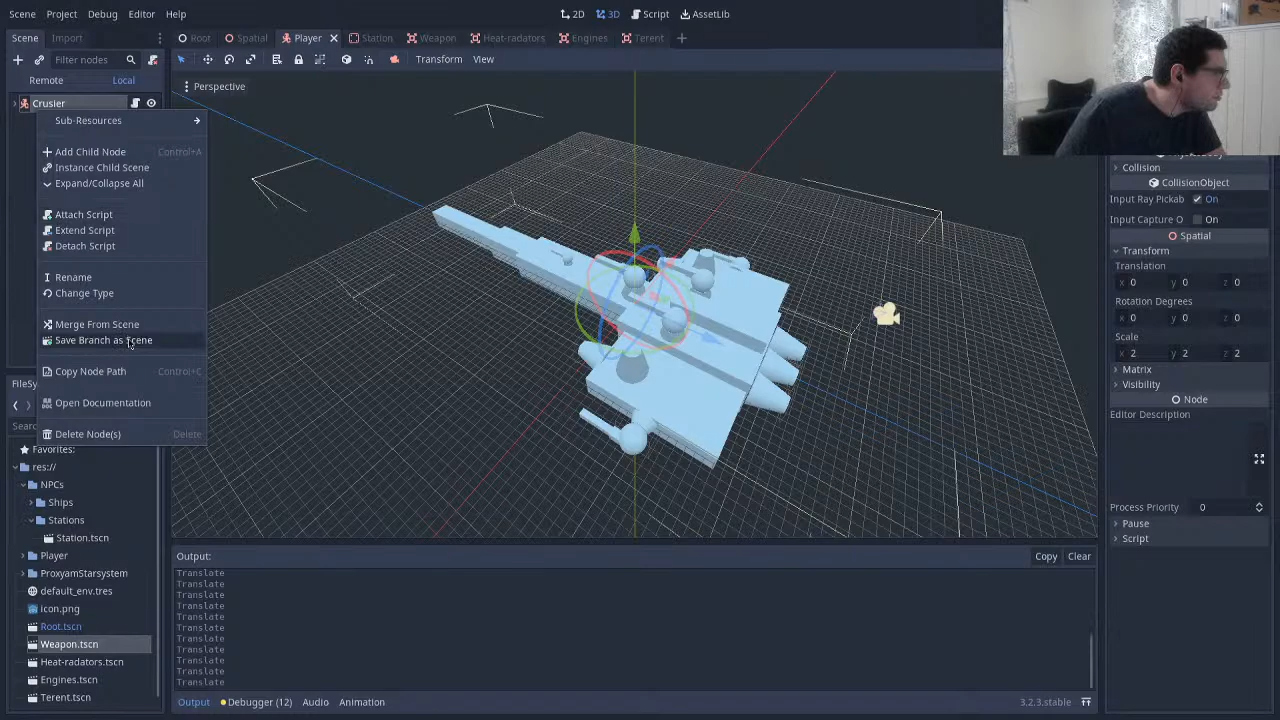 Scene Project Debug Editor Help
2D 3D Script AssetLib
Scene Import
Root Spatial Player Station Weapon Heat-radiators Engines Terent
Filter nodes
Transform View
Remote Local
Perspective
Crusier
Sub-Resources
Add Child Node Control+A
Instance Child Scene
Expand/Collapse All
Attach Script
Extend Script
Detach Script
Rename
Change Type
Merge From Scene
Save Branch as Scene
Copy Node Path Control+C
Open Documentation
Delete Node(s) Delete
FileSy
Searc
Favorites:
res://
NPCs
Ships
Stations
Station.tscn
Player
ProxyamStarsystem
default_env.tres
icon.png
Root.tscn
Weapon.tscn
Heat-radators.tscn
Engines.tscn
Terent.tscn
Output: Copy Clear
Translate
Translate
Translate
Translate
Translate
Translate
Translate
Translate
Translate
Translate
Translate
Output Debugger (12) Audio Animation 3.2.3.stable
Collision
CollisionObject
Input Ray Pickab On
Input Capture O On
Spatial
Transform
Translation
x 0 y 0 z 0
Rotation Degrees
x 0 y 0 z 0
Scale
x 2 y 2 z 2
Matrix
Visibility
Node
Editor Description
Process Priority 0
Pause
Script